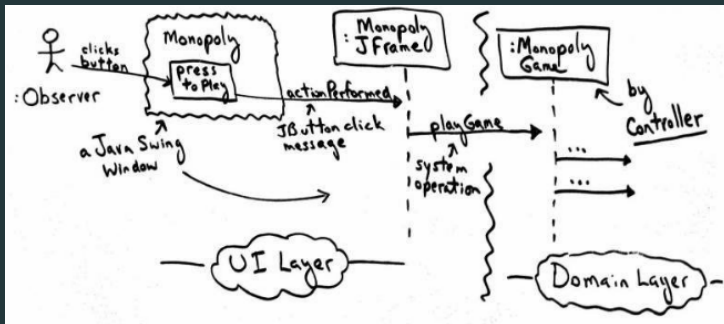 clicks
button
:Observer
Monopoly
press
to Play
a Java Swing
Window
actionPerformed
JButton click
message
Monopoly
: JFrame
playGame
system
operation
:Monopoly
Game
by
Controller
...
...
UI Layer
Domain Layer